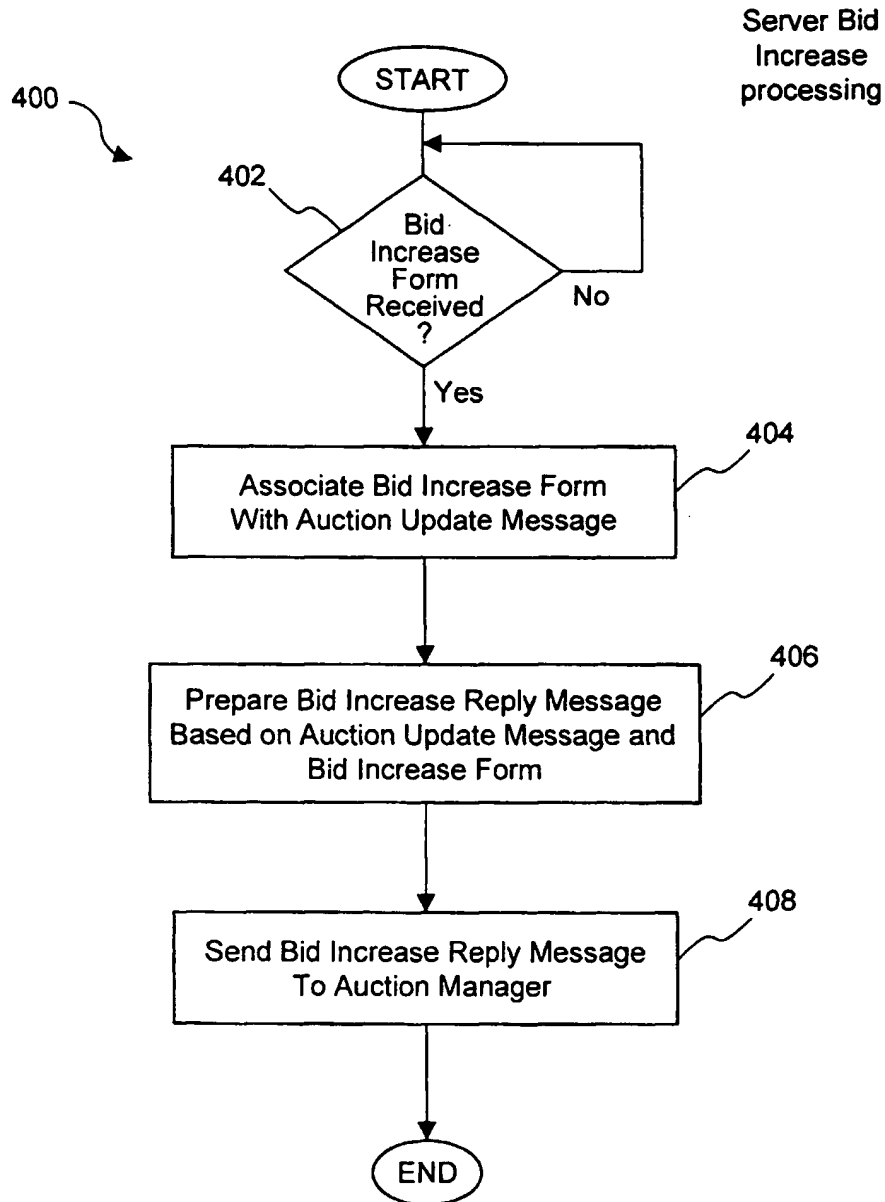 Server Bid
Increase
processing
START
400
402
Bid
Increase
Form
Received
?
No
Yes
404
Associate Bid Increase Form
With Auction Update Message
406
Prepare Bid Increase Reply Message
Based on Auction Update Message and
Bid Increase Form
408
Send Bid Increase Reply Message
To Auction Manager
END